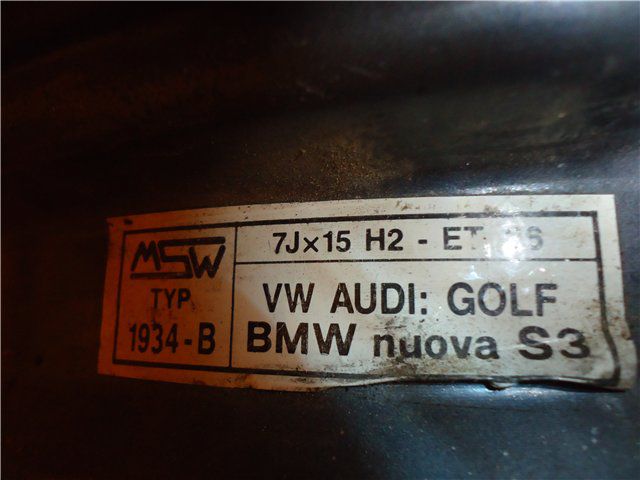 MSW
TYP
1934-B
7J×15 H2 - ET
VW AUDI: GOLF
BMW nuova S3